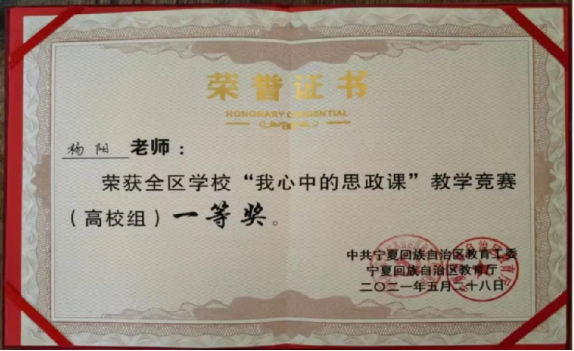 荣誉证书
HONORARY CREDENTIAL
杨阳 老师：
荣获全区学校“我心中的思政课”教学竞赛
（高校组）一等奖。
中共宁夏回族自治区教育工委
宁夏回族自治区教育厅
二〇二一年五月二十八日